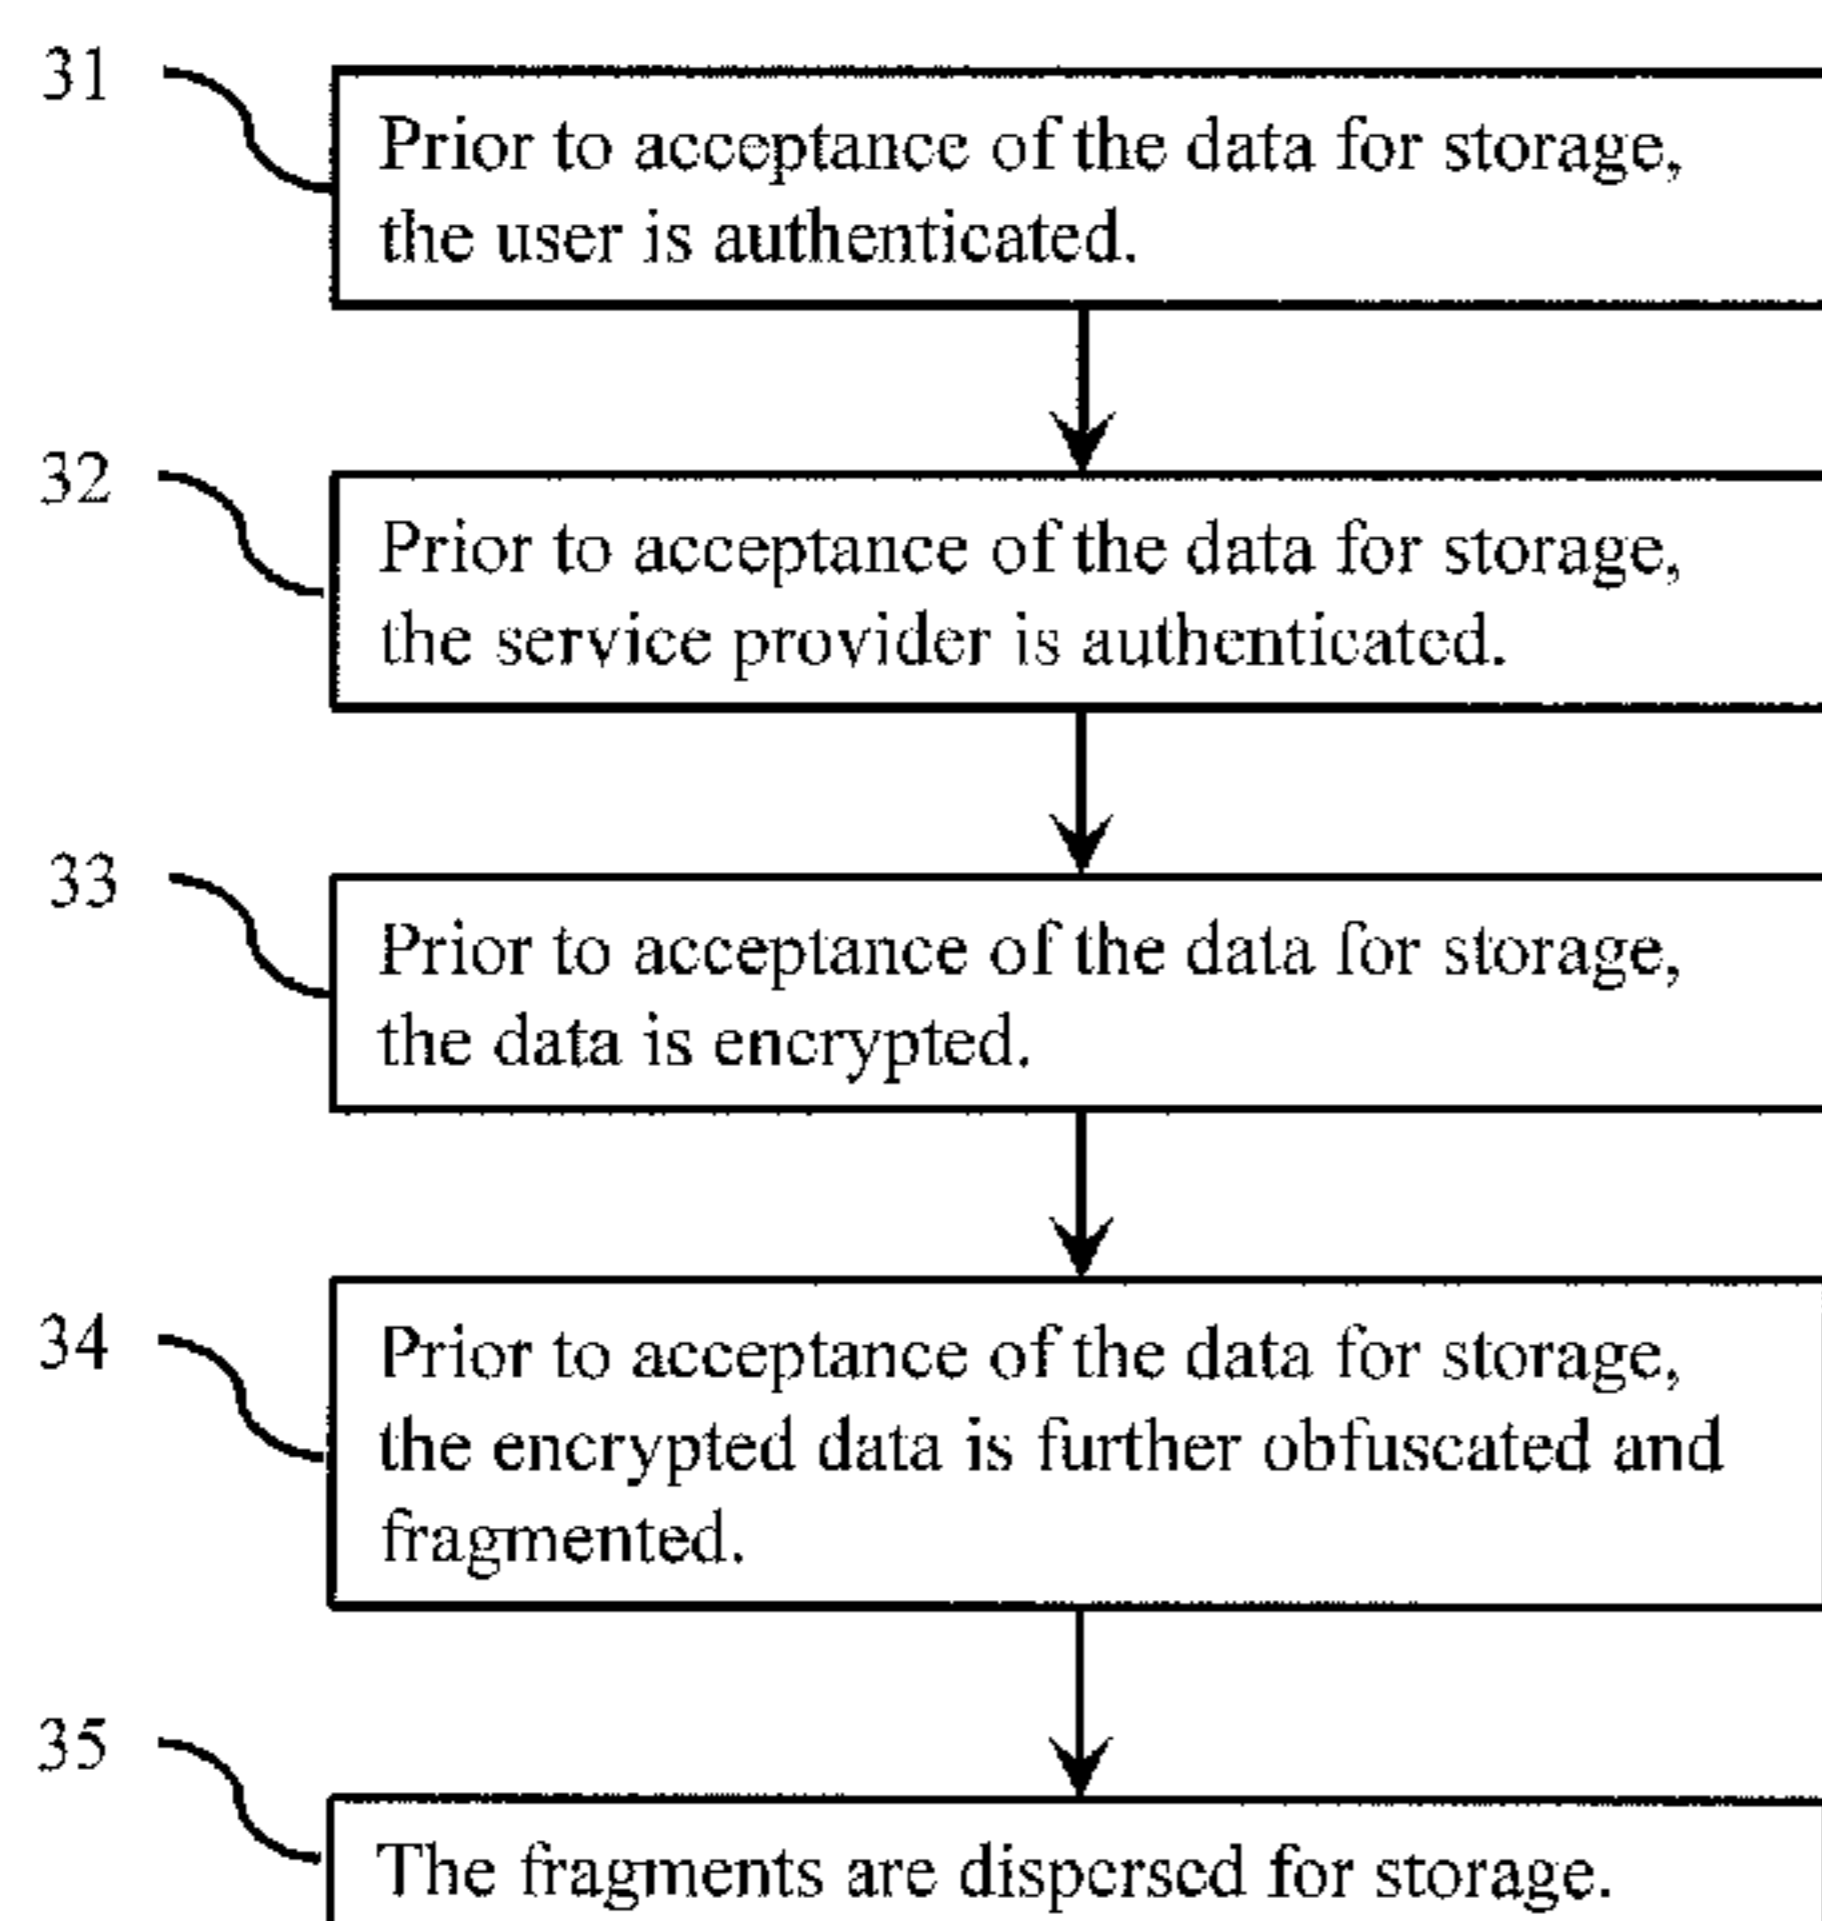 31
Prior to acceptance of the data for storage,
the user is authenticated.
32
Prior to acceptance of the data for storage,
the service provider is authenticated.
33
Prior to acceptance of the data for storage,
the data is encrypted.
34
Prior to acceptance of the data for storage,
the encrypted data is further obfuscated and
fragmented.
35
The fragments are dispersed for storage.